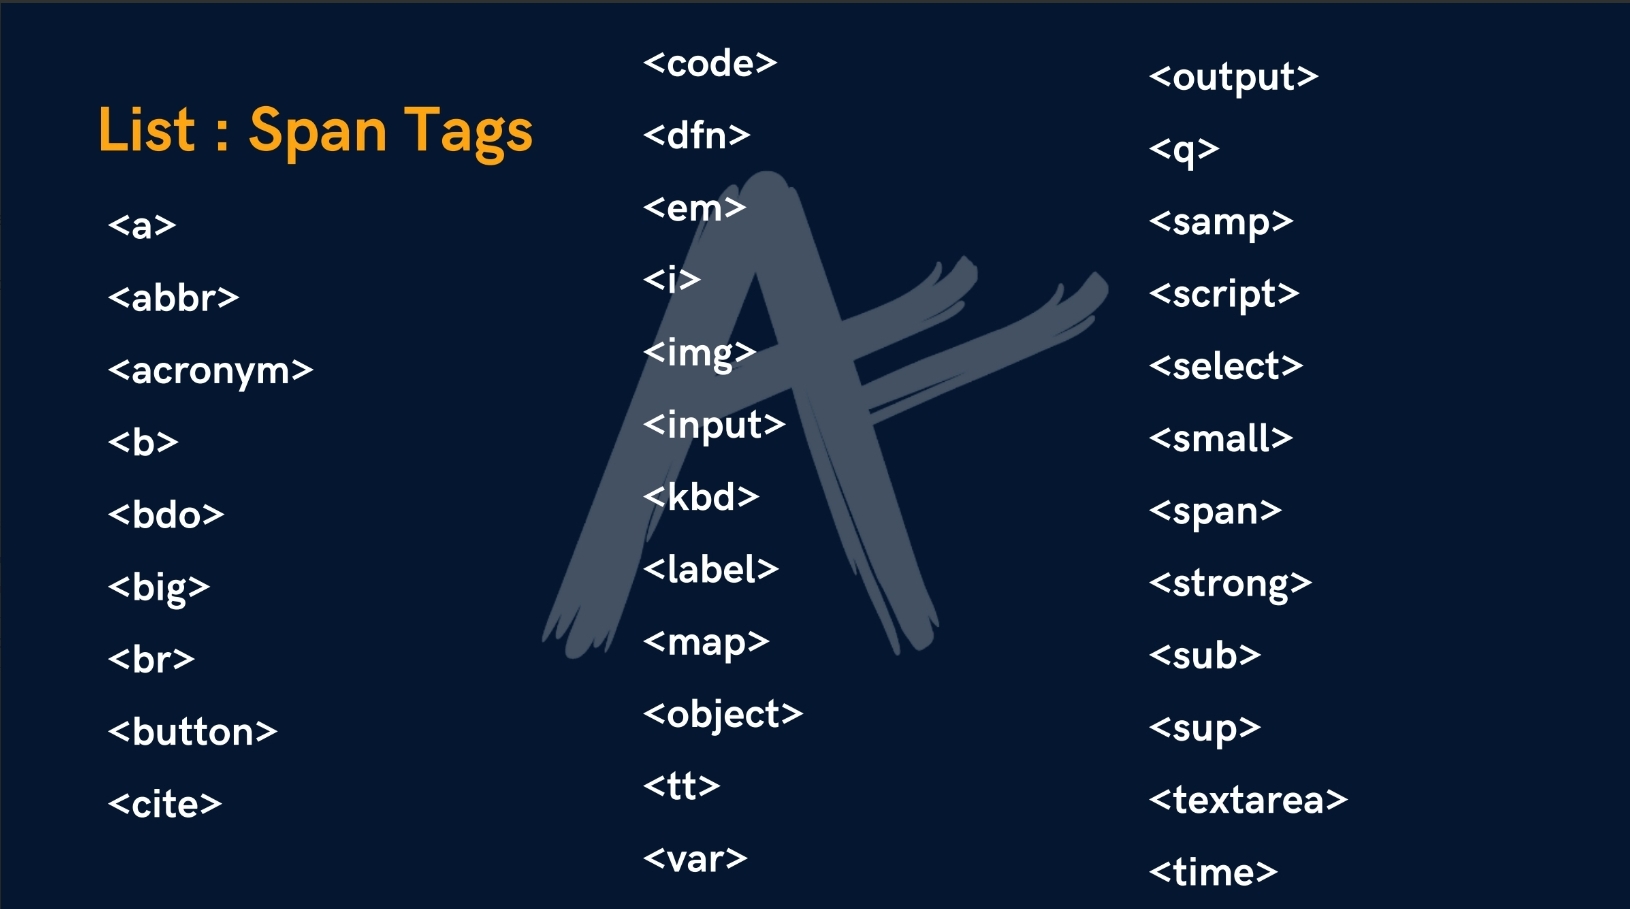 List : Span Tags
<a>
<abbr>
<acronym>
<b>
<bdo>
<big>
<br>
<button>
<cite>
<code>
<dfn>
<em>
<i>
<img>
<input>
<kbd>
<label>
<map>
<object>
<tt>
<var>
<output>
<q>
<samp>
<script>
<select>
<small>
<span>
<strong>
<sub>
<sup>
<textarea>
<time>